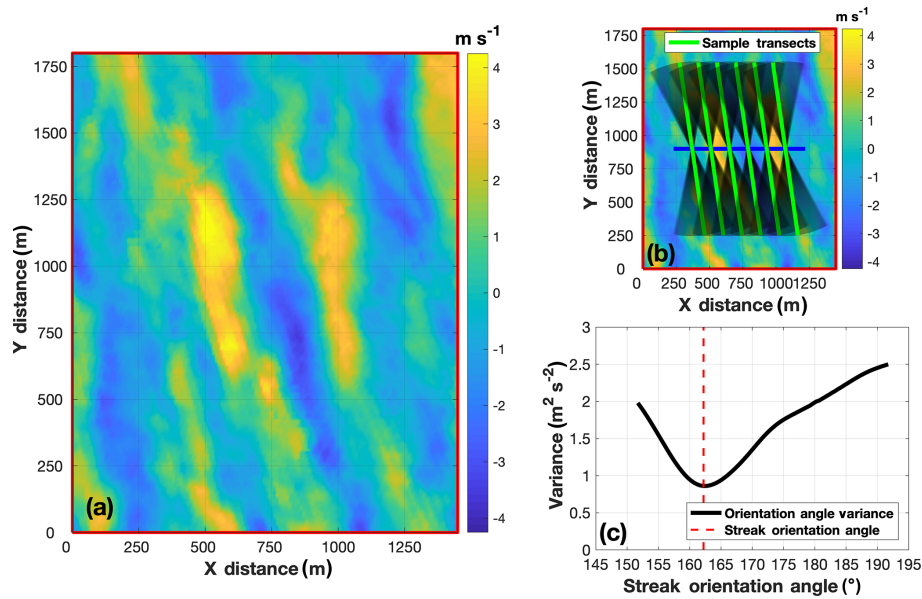 m s-1
1750
1500
1250
1000
750
500
250
0
Y distance (m)
(a)
0 250 500 750 1000 1250
X distance (m)
4
3
2
1
0
-1
-2
-3
-4
m s-1
Sample transects
1750
1500
1250
1000
750
500
250
0
Y distance (m)
(b)
0 250 500 750 10001250
X distance (m)
4
3
2
1
0
-1
-2
-3
-4
3
2.5
2
1.5
1
0.5
0
Variance (m2 s-2)
Orientation angle variance
Streak orientation angle
(c)
145 150 155 160 165 170 175 180 185 190 195
Streak orientation angle (°)